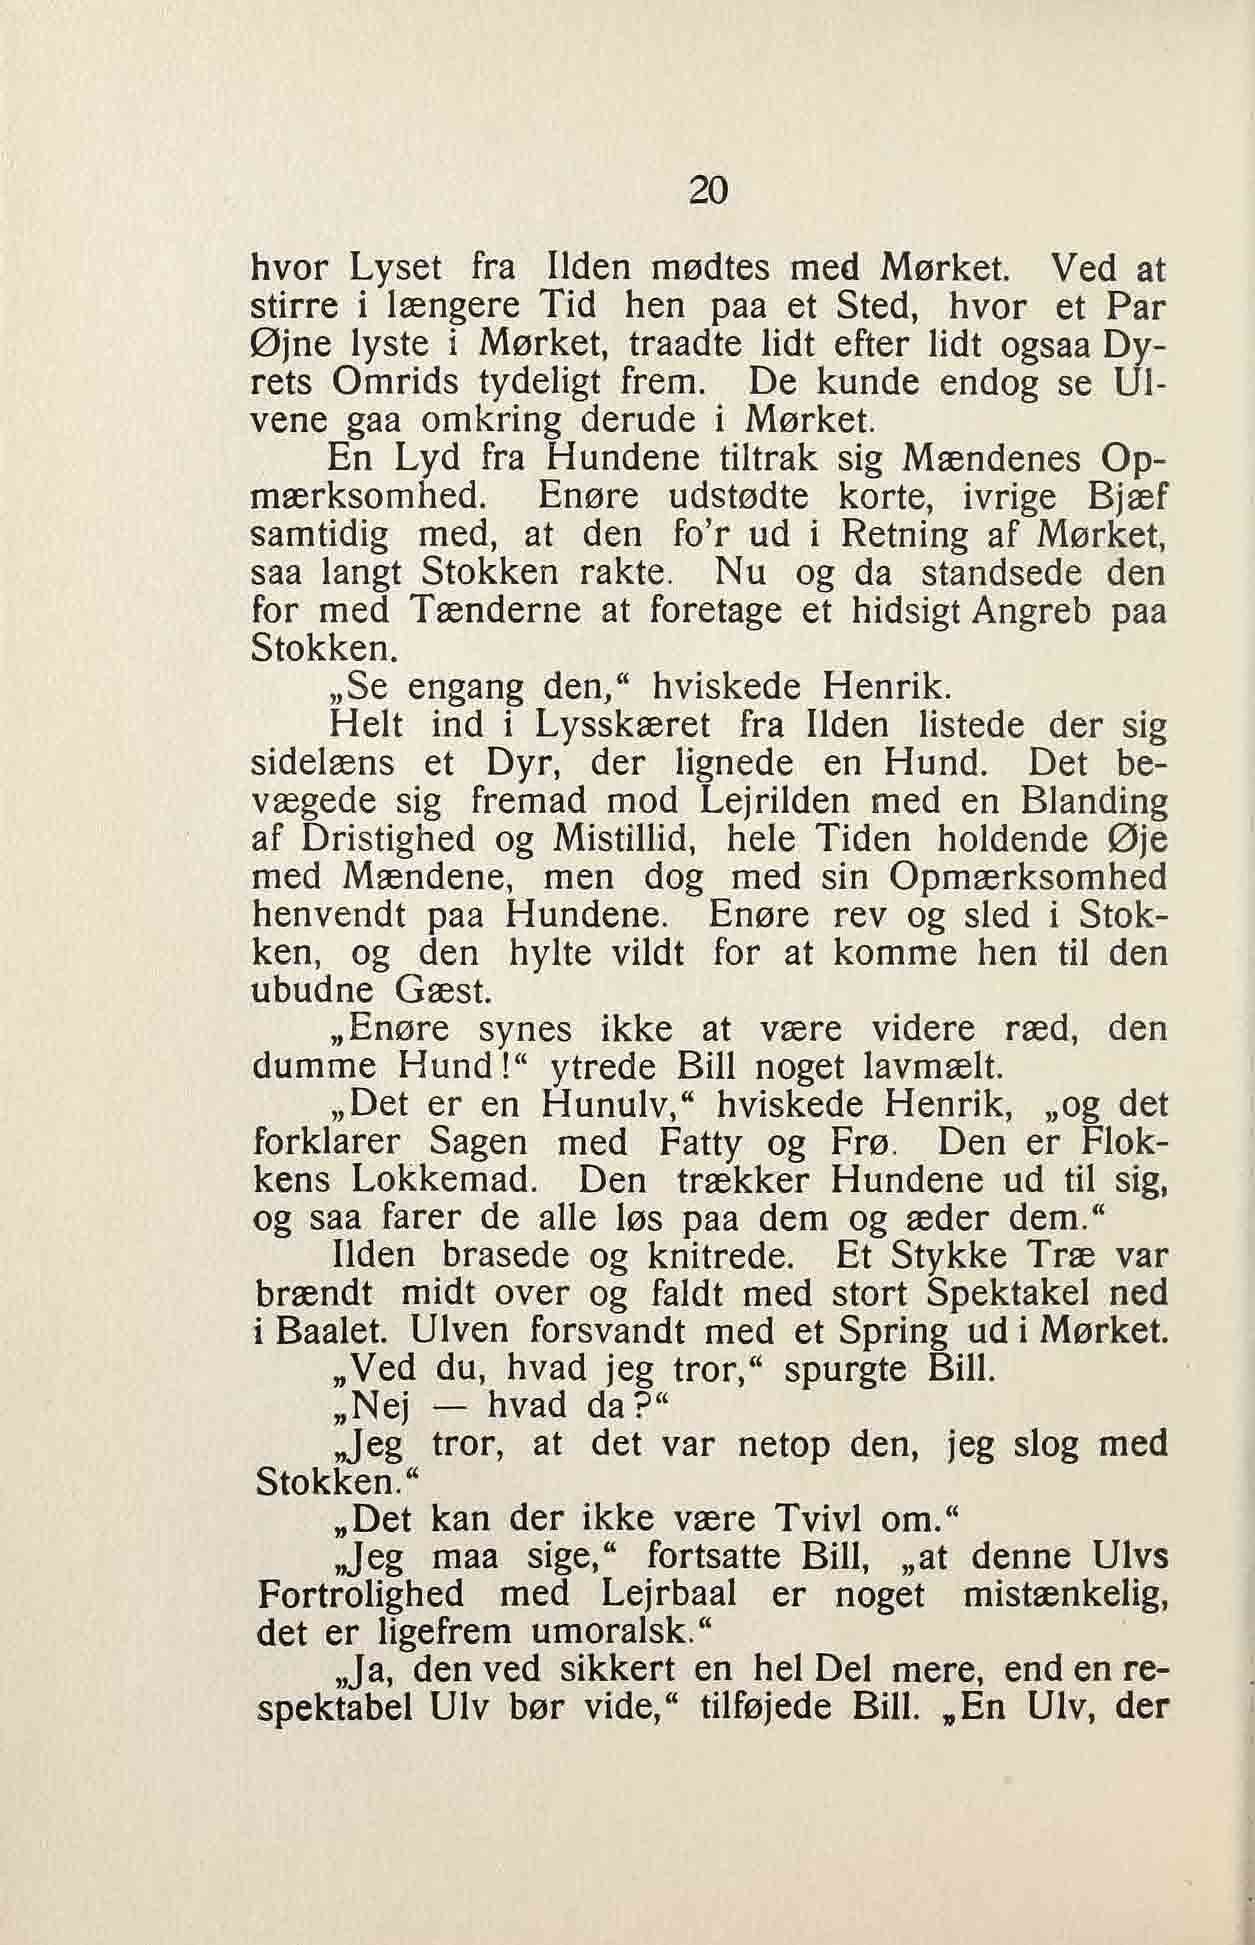 20
hvor Lyset fra Ilden mødtes med Mørket. Ved at
stirre i længere Tid hen paa et Sted, hvor et Par
Øjne lyste i Mørket, traadte lidt efter lidt ogsaa Dy-
rets Omrids tydeligt frem. De kunde endog se Ul-
vene gaa omkring derude i Mørket.
En Lyd fra Hundene tiltrak sig Mændenes Op-
mærksomhed. Enøre udstødte korte, ivrige Bjæf
samtidig med, at den fo'r ud i Retning af Mørket,
saa langt Stokken rakte. Nu og da standsede den
for med Tænderne at foretage et hidsigt Angreb paa
Stokken.
„Se engang den,“ hviskede Henrik.
Helt ind i Lysskæret fra Ilden listede der sig
sidelæns et Dyr, der lignede en Hund. Det be-
vægede sig fremad mod Lejrilden med en Blanding
af Dristighed og Mistillid, hele Tiden holdende Øje
med Mændene, men dog med sin Opmærksomhed
henvendt paa Hundene. Enøre rev og sled i Stok-
ken, og den hylte vildt for at komme hen til den
ubudne Gæst.
„Enøre synes ikke at være videre ræd, den
dumme Hund!“ ytrede Bill noget lavmælt.
„Det er en Hunulv,“ hviskede Henrik, „og det
forklarer Sagen med Fatty og Frø. Den er Flok-
kens Lokkemad. Den trækker Hundene ud til sig,
og saa farer de alle løs paa dem og æder dem.“
Ilden brasede og knitrede. Et Stykke Træ var
brændt midt over og faldt med stort Spektakel ned
i Baalet. Ulven forsvandt med et Spring ud i Mørket.
„Ved du, hvad jeg tror,“ spurgte Bill.
„Nej — hvad da?“
„Jeg tror, at det var netop den, jeg slog med
Stokken.“
„Det kan der ikke være Tvivl om.“
„Jeg maa sige,“ fortsatte Bill, „at denne Ulvs
Fortrolighed med Lejrbaal er noget mistænkelig,
det er ligefrem umoralsk.“
„Ja, den ved sikkert en hel Del mere, end en re-
spektabel Ulv bør vide,“ tilføjede Bill. „En Ulv, der